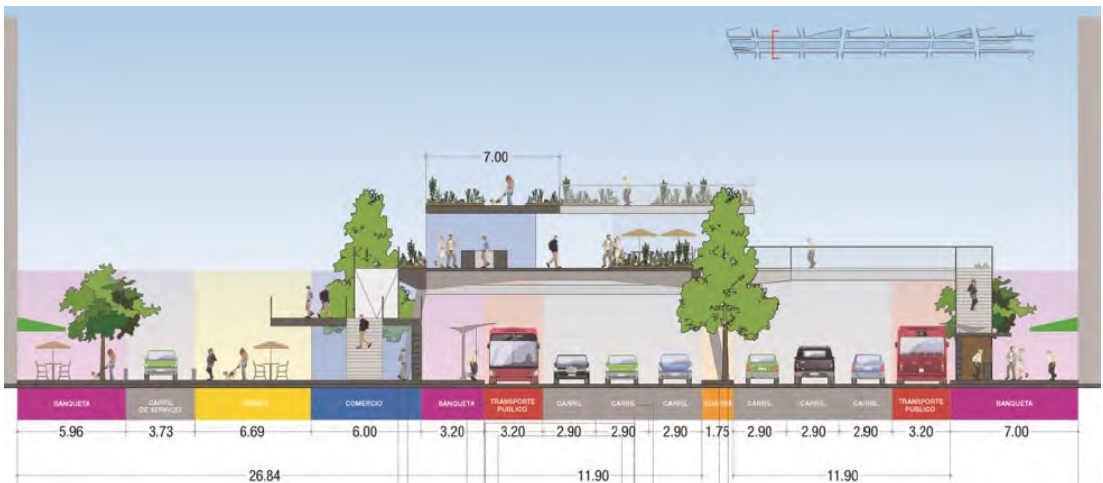 7.00
BANQUETA
CARRIL
DE SERVICIO
COMERCIO
BANQUETA
TRANSPORTE
PUBLICO
CARRIL
CARRIL
CARRIL
CARRIL
CARRIL
CARRIL
TRANSPORTE
PUBLICO
BANQUETA
5.96 3.73 6.69 6.00 3.20 3.20 2.90 2.90 2.90 1.75 2.90 2.90 2.90 3.20 7.00
26.84 11.90 11.90